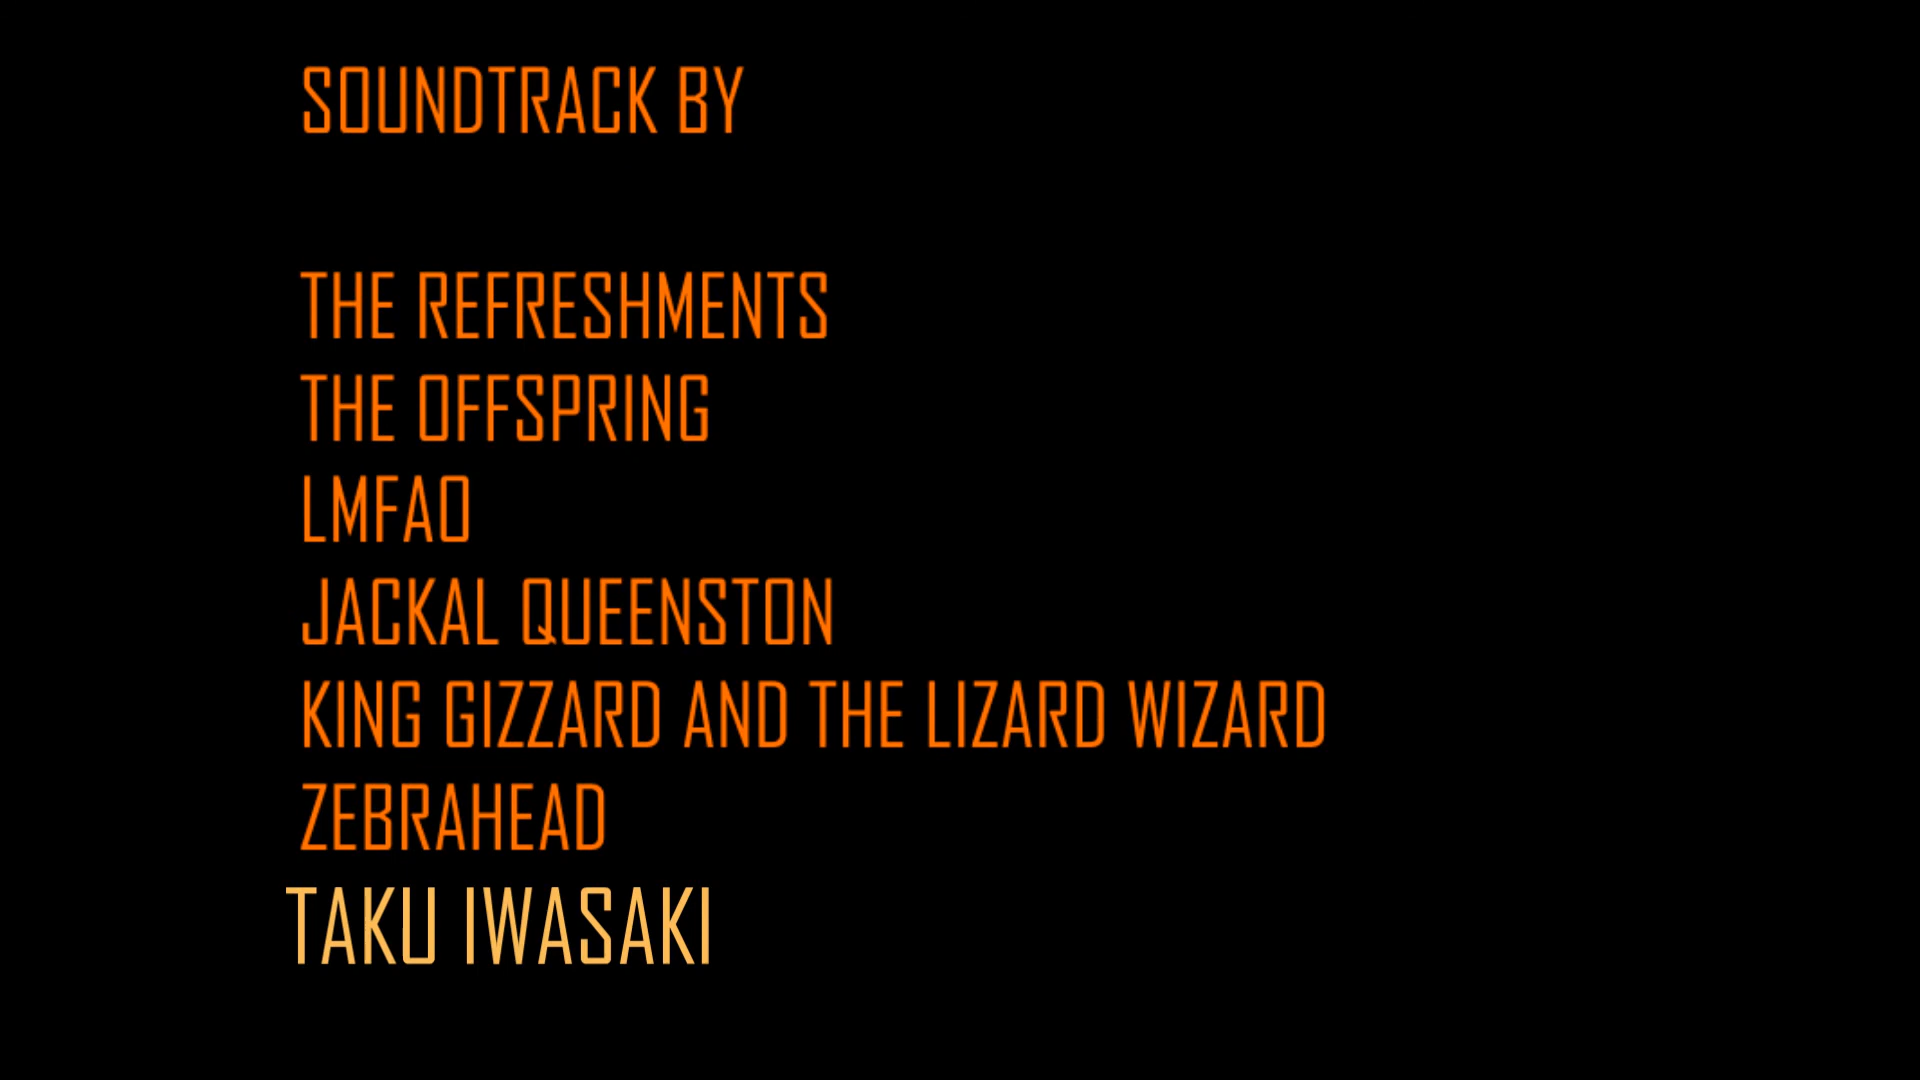 SOUNDTRACK BY
THE REFRESHMENTS
THE OFFSPRING
LMFAO
JACKAL QUEENSTON
KING GIZZARD AND THE LIZARD WIZARD
ZEBRAHEAD
TAKU IWASAKI